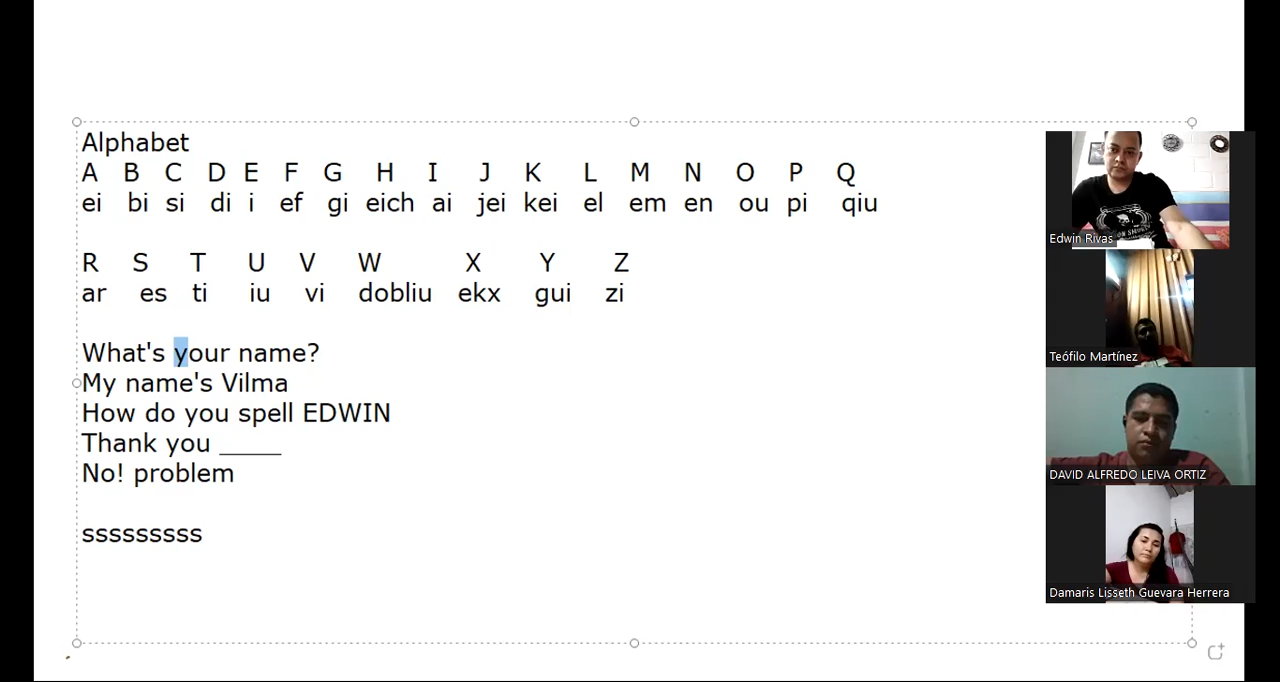 Alphabet
A B C D E F G H I J K L M N O P Q
ei bi si di i ef gi eich ai jei kei el em en ou pi qiu
R S T U V W X Y Z
ar es ti iu vi dobliu ekx gui zi
What's your name?
My name's Vilma
How do you spell EDWIN
Thank you _____
No! problem
sssssssss
Edwin Rivas
Teófilo Martínez
DAVID ALFREDO LEIVA ORTIZ
Damaris Lisseth Guevara Herrera